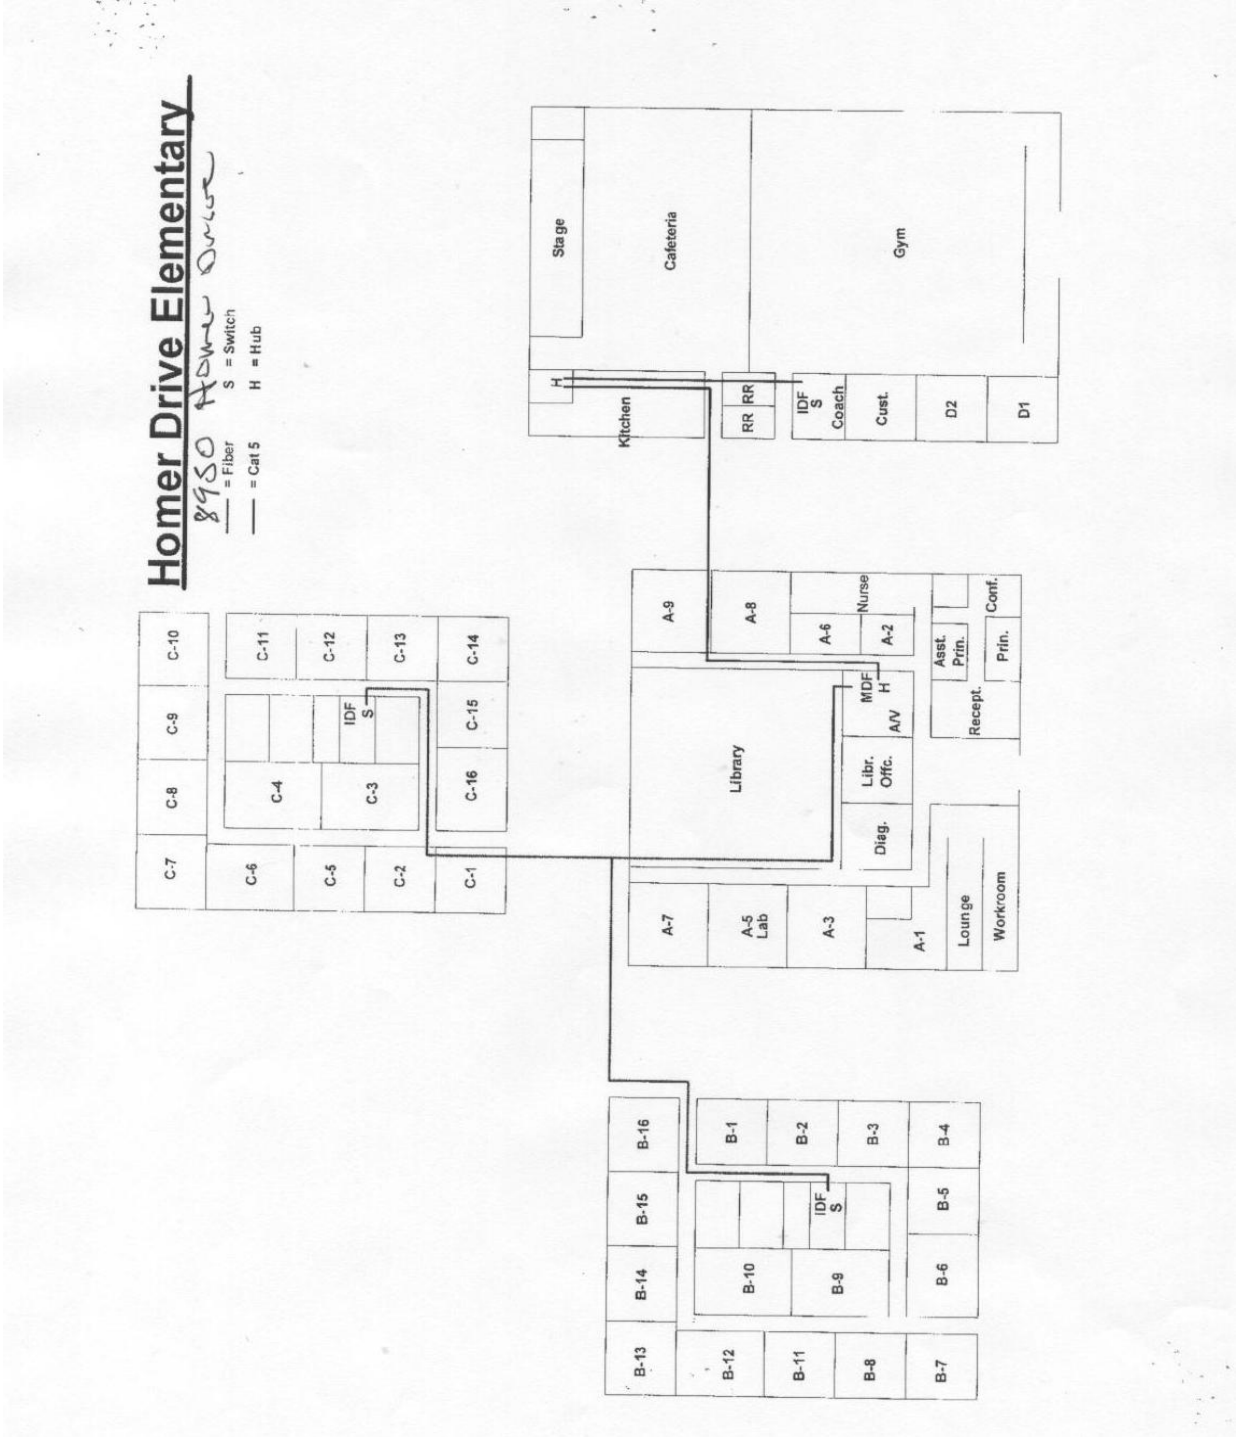 Homer Drive Elementary
8950 Homer Drive
= Fiber S = Switch
= Cat 5 H = Hub
C-7 C-8 C-9 C-10
C-6 C-4 C-11
C-5 C-3 IDF S C-12
C-2 C-13
C-1 C-16 C-15 C-14
Stage
Cafeteria
Gym
H
Kitchen
RR RR
IDF
S
Coach
Cust.
D2
D1
B-13 B-14 B-15 B-16
B-12 B-10 B-1
B-11 B-9 IDF S B-2
B-8 B-3
B-7 B-6 B-5 B-4
A-7 Library A-9
A-5
Lab
A-8
A-3
A-6 Nurse
A-2
Diag.
Libr.
Offc.
MDF
H
A/V
A-1
Lounge
Workroom
Recept.
Asst.
Prin.
Prin.
Conf.